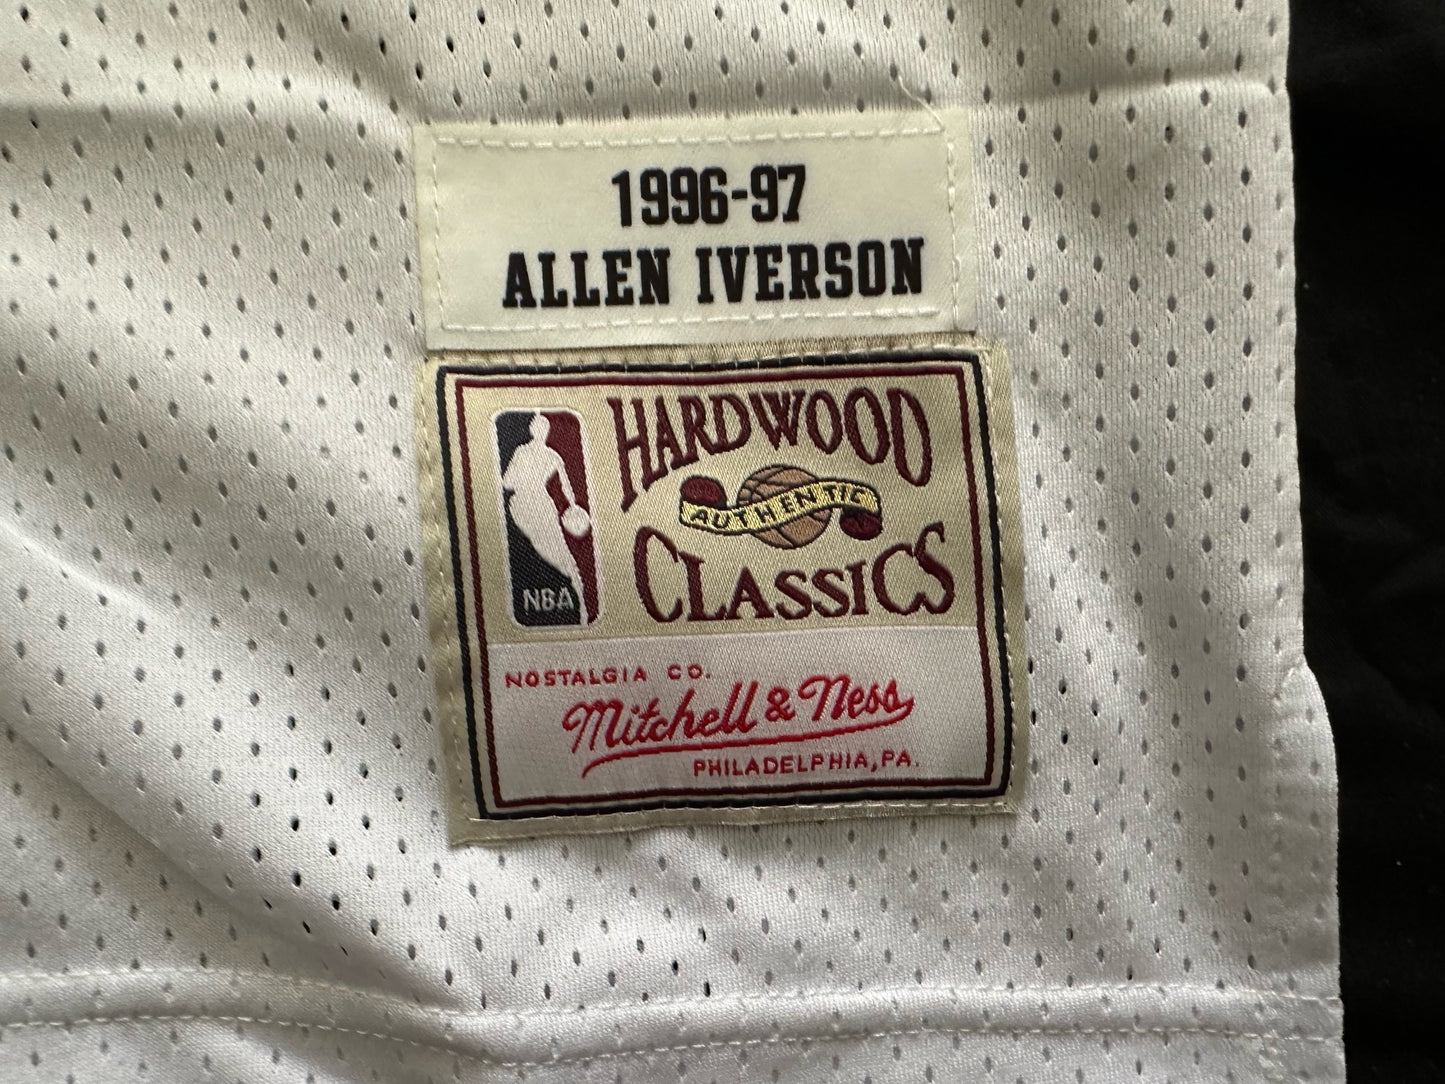 1996-97
ALLEN IVERSON
HARDWOOD
AUTHENTIC
CLASSICS
NBA
NOSTALGIA CO.
Mitchell & Ness
PHILADELPHIA, PA.